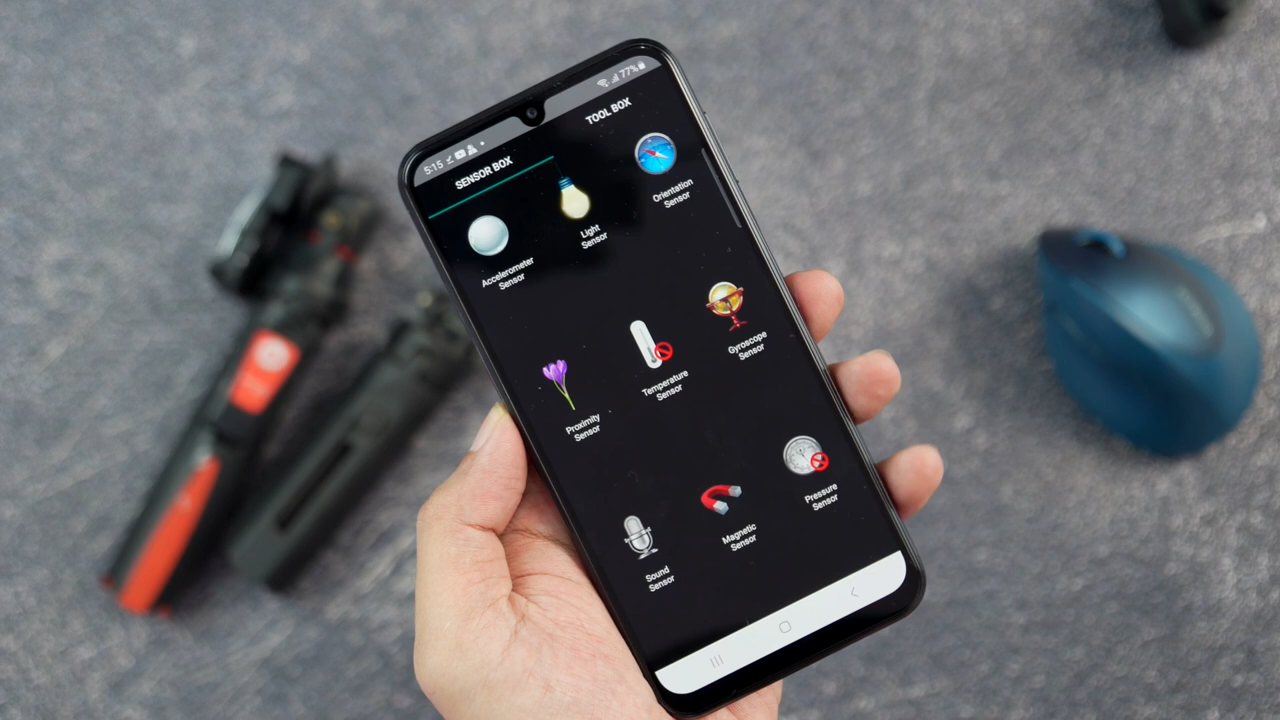 5:15
77%
SENSOR BOX
TOOL BOX
Accelerometer
Sensor
Light
Sensor
Orientation
Sensor
Proximity
Sensor
Temperature
Sensor
Gyroscope
Sensor
Sound
Sensor
Magnetic
Sensor
Pressure
Sensor